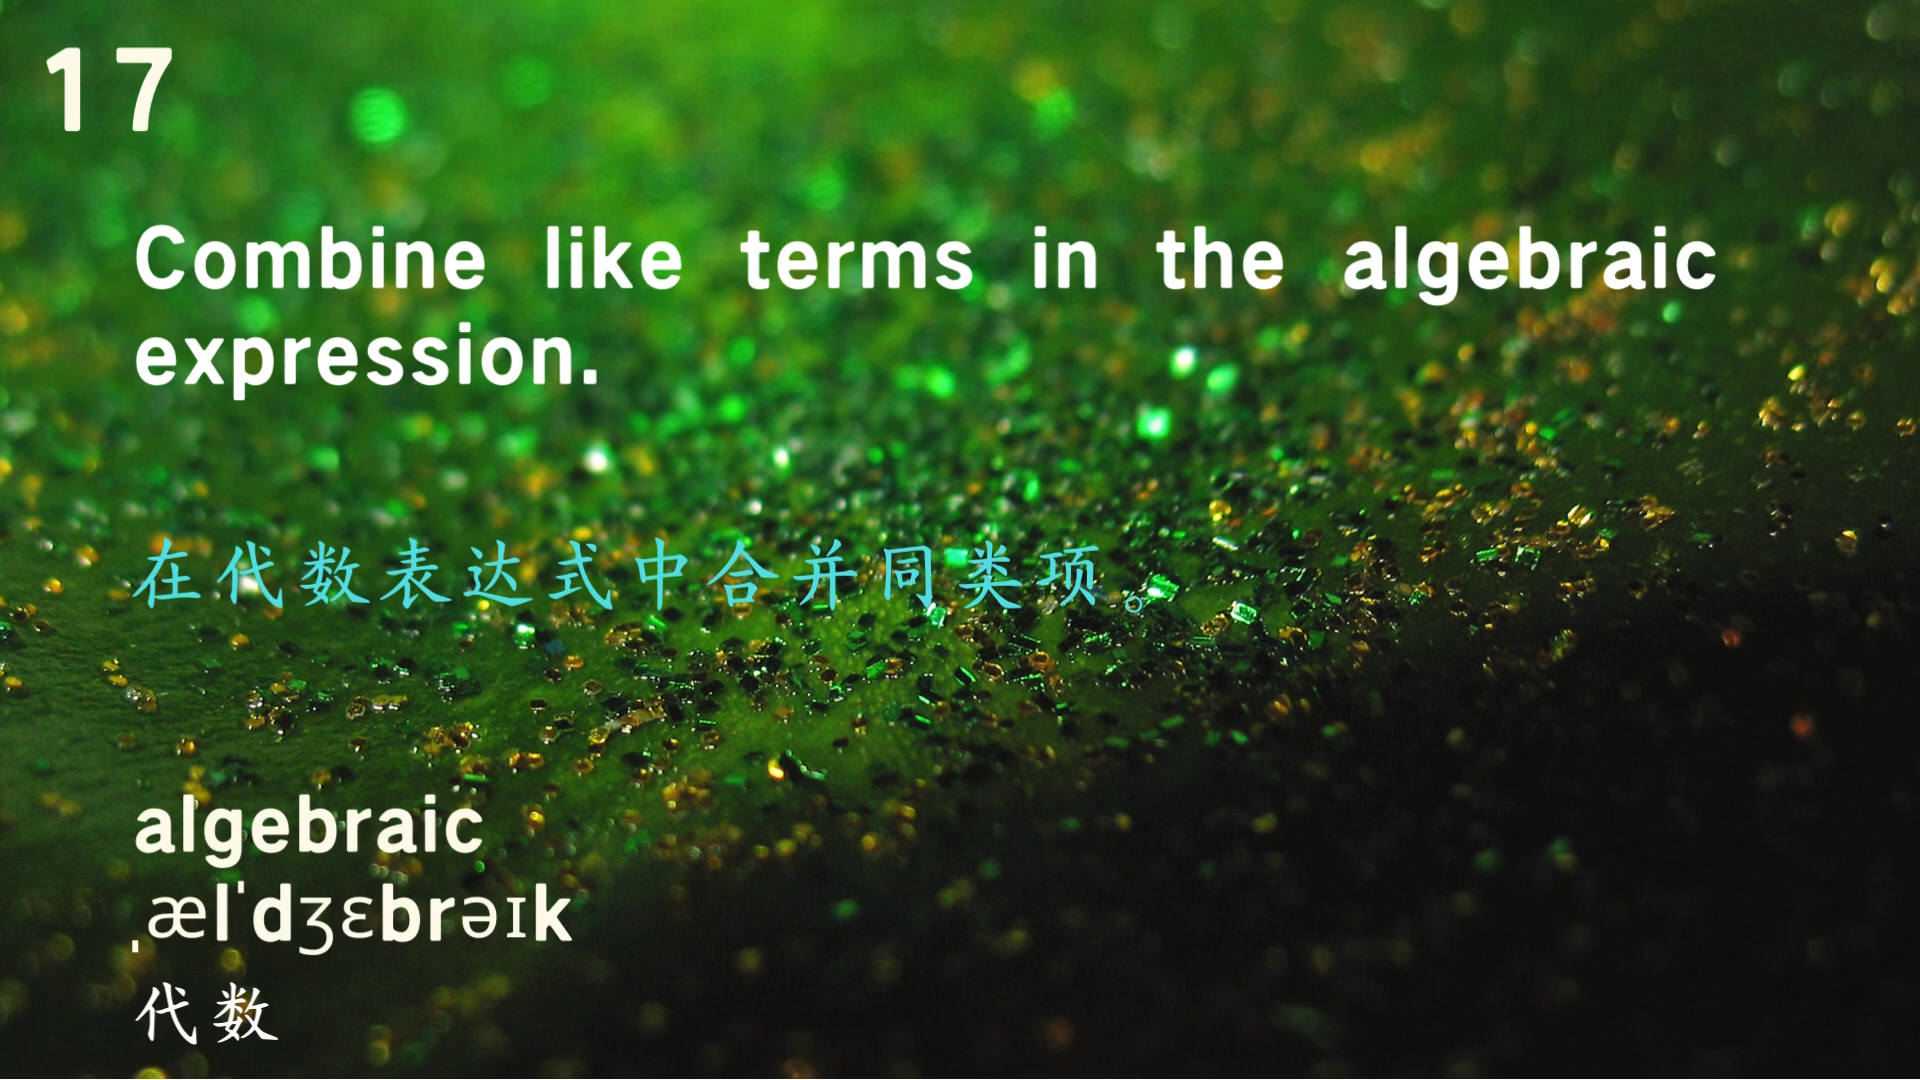 17
Combine like terms in the algebraic
expression.
在代数表达式中合并同类项。
algebraic
ˌælˈdʒɛbrəɪk
代数